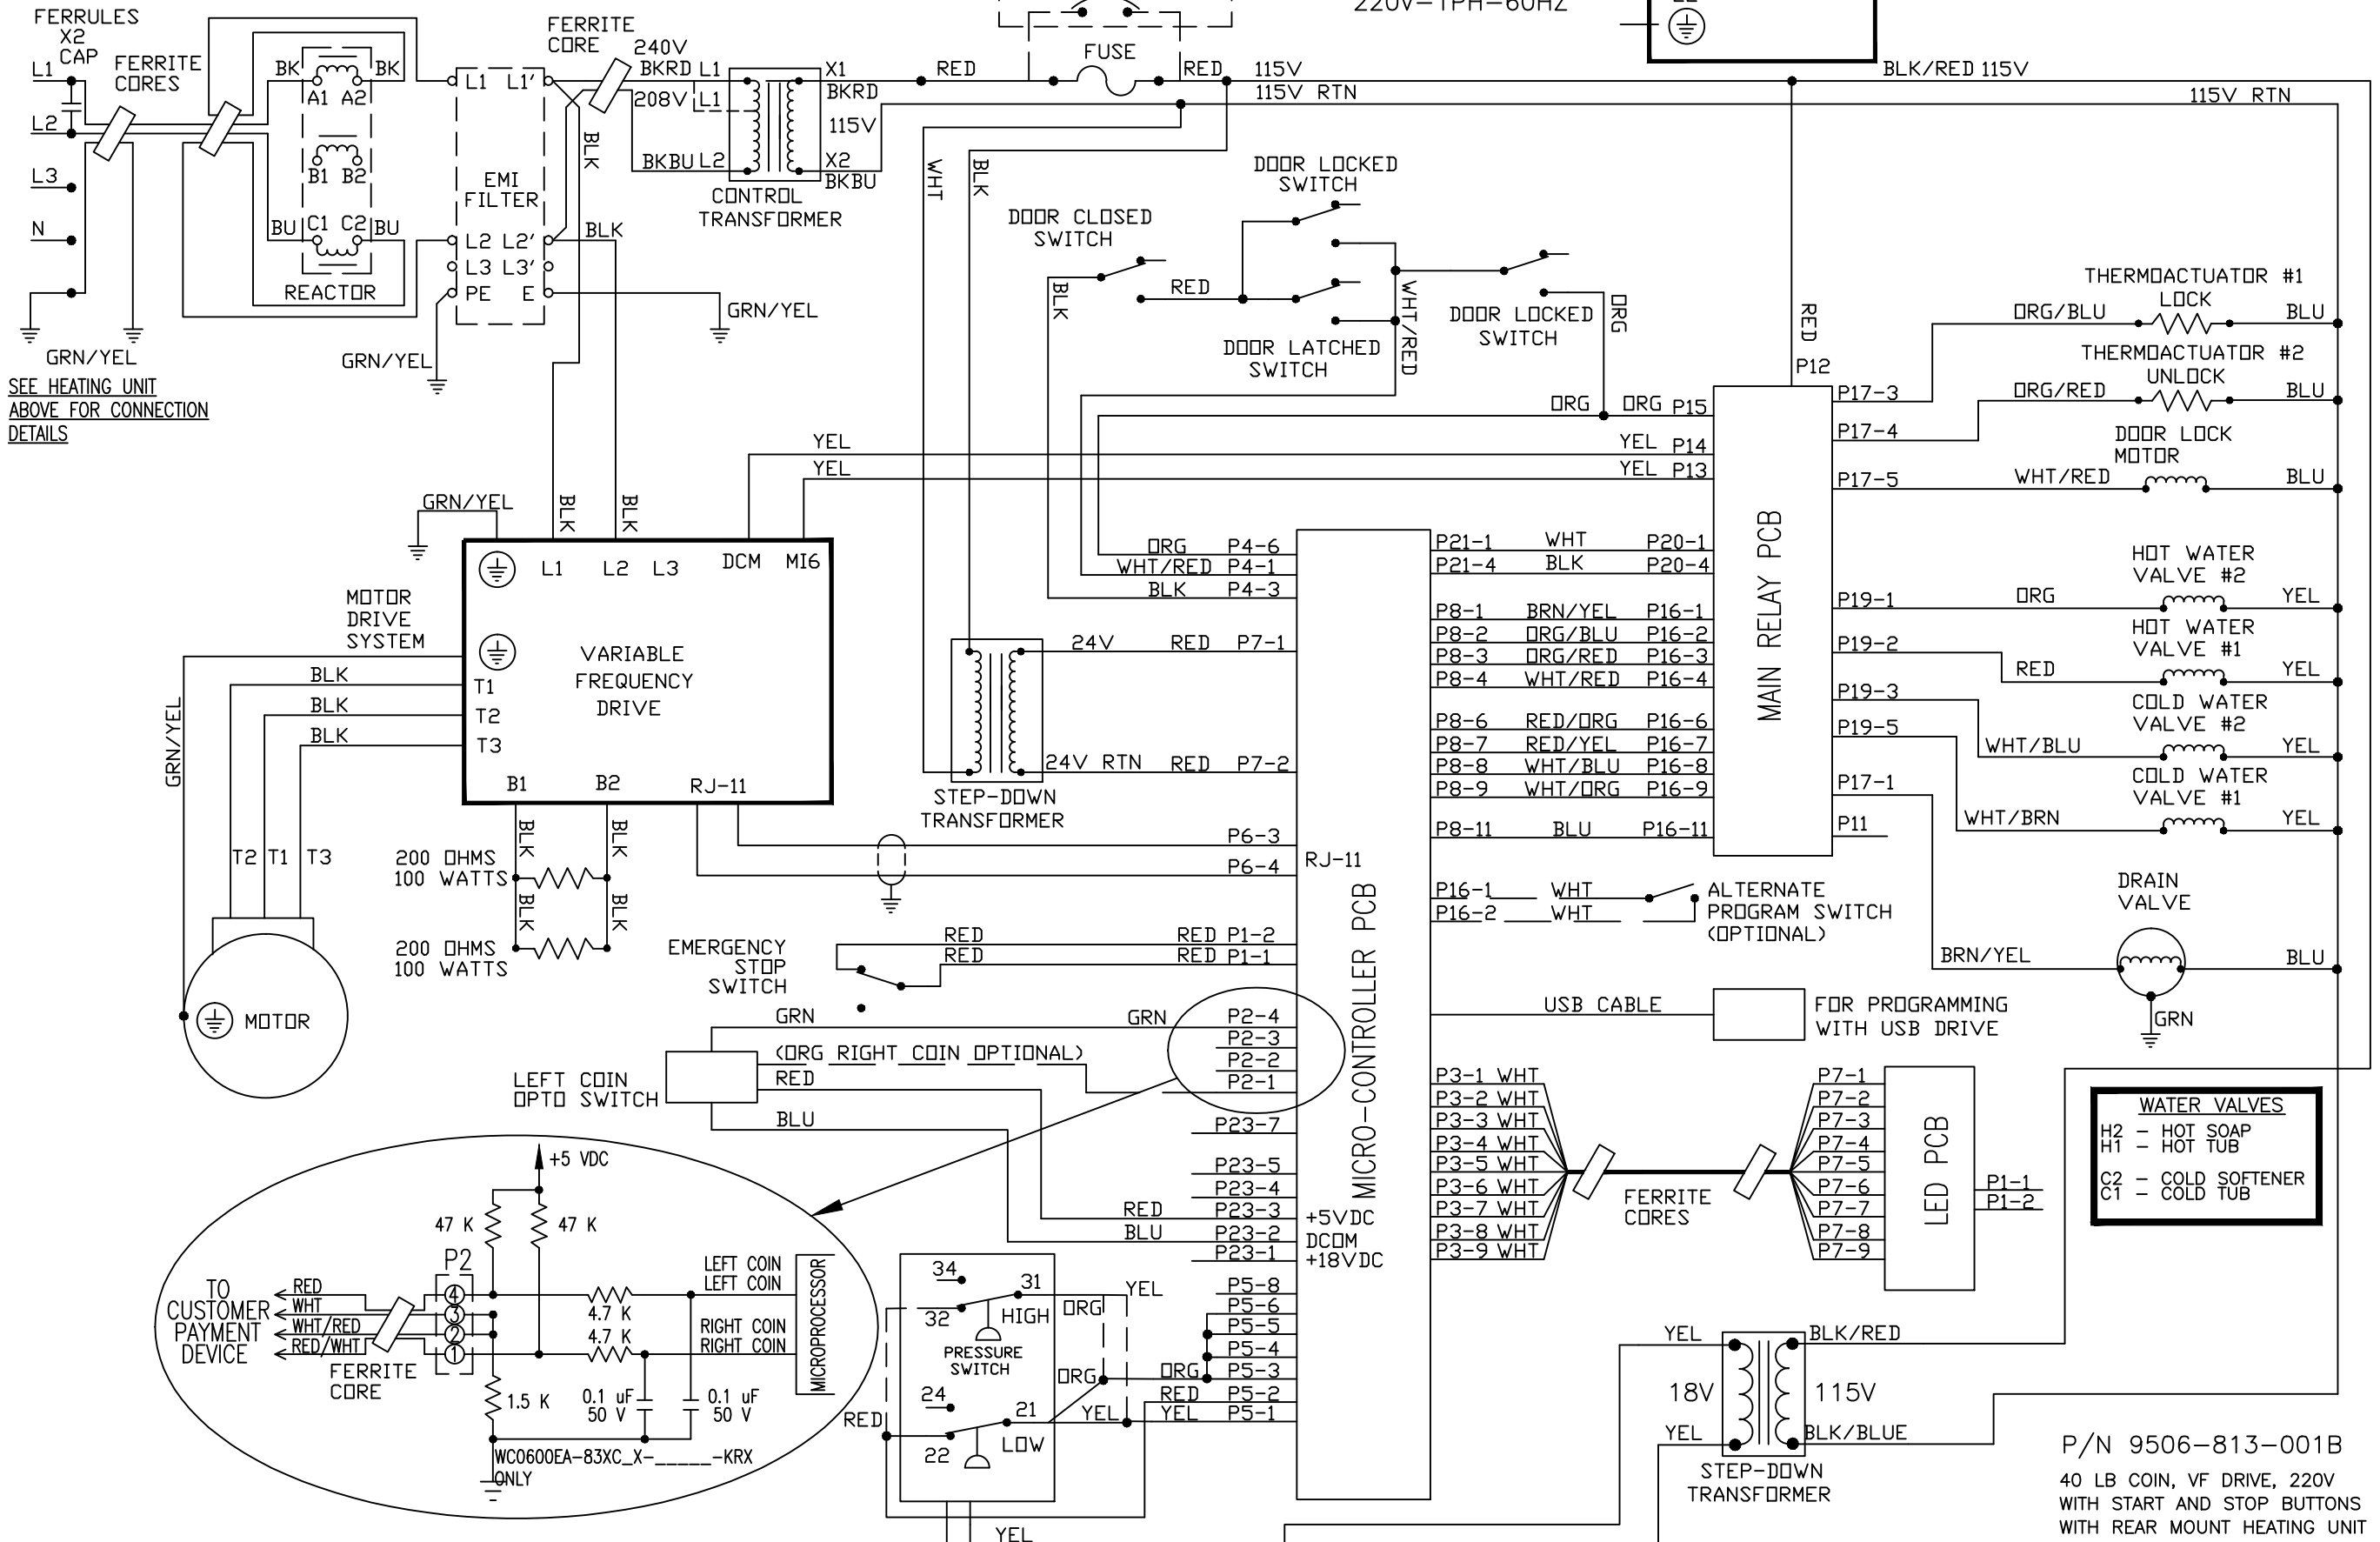 FERRULES
X2
CAP
L1
L2
L3
N
FERRITE
CORES
GRN/YEL
SEE HEATING UNIT
ABOVE FOR CONNECTION
DETAILS
BK
BK
A1 A2
B1 B2
BU
C1 C2
BU
REACTOR
L1 L1'
EMI
FILTER
L2 L2'
L3 L3'
PE E
GRN/YEL
GRN/YEL
FERRITE
CORE
240V
BKRD L1
208V L1
BLK
BLK
BKBU L2
X1
BKRD
115V
X2
BKBU
CONTROL
TRANSFORMER
RED
FUSE
RED
115V
115V RTN
220V-1PH-60HZ
BLK/RED 115V
115V RTN
WHT
BLK
DOOR LOCKED
SWITCH
DOOR CLOSED
SWITCH
BLK
RED
DOOR LATCHED
SWITCH
WHT/RED
DOOR LOCKED
SWITCH
ORG
RED
P12
ORG
ORG P15
YEL
YEL P14
YEL
YEL P13
MAIN RELAY PCB
P17-3
ORG/BLU
THERMOACTUATOR #1
LOCK
BLU
P17-4
ORG/RED
THERMOACTUATOR #2
UNLOCK
BLU
P17-5
WHT/RED
DOOR LOCK
MOTOR
BLU
P19-1
ORG
HOT WATER
VALVE #2
YEL
P19-2
RED
HOT WATER
VALVE #1
YEL
P19-3
WHT/BLU
COLD WATER
VALVE #2
YEL
P19-5
WHT/BRN
COLD WATER
VALVE #1
YEL
P17-1
P11
BRN/YEL
DRAIN
VALVE
BLU
GRN
GRN/YEL
BLK
BLK
L1 L2 L3 DCM MI6
MOTOR
DRIVE
SYSTEM
VARIABLE
FREQUENCY
DRIVE
BLK
T1
BLK
T2
BLK
T3
B1 B2 RJ-11
GRN/YEL
T2 T1 T3
MOTOR
BLK
BLK
200 OHMS
100 WATTS
BLK
BLK
200 OHMS
100 WATTS
ORG P4-6
WHT/RED P4-1
BLK P4-3
24V RED P7-1
24V RTN RED P7-2
STEP-DOWN
TRANSFORMER
P6-3
P6-4
RJ-11
MICRO-CONTROLLER PCB
P21-1 WHT P20-1
P21-4 BLK P20-4
P8-1 BRN/YEL P16-1
P8-2 ORG/BLU P16-2
P8-3 ORG/RED P16-3
P8-4 WHT/RED P16-4
P8-6 RED/ORG P16-6
P8-7 RED/YEL P16-7
P8-8 WHT/BLU P16-8
P8-9 WHT/ORG P16-9
P8-11 BLU P16-11
P16-1 WHT
P16-2 WHT
ALTERNATE
PROGRAM SWITCH
(OPTIONAL)
USB CABLE
FOR PROGRAMMING
WITH USB DRIVE
EMERGENCY
STOP
SWITCH
RED RED P1-2
RED RED P1-1
GRN GRN P2-4
P2-3
P2-2
P2-1
(ORG RIGHT COIN OPTIONAL)
RED
BLU
LEFT COIN
OPTO SWITCH
P23-7
P23-5
P23-4
RED P23-3 +5VDC
BLU P23-2 DCOM
P23-1 +18VDC
P5-8
P5-6
P5-5
P5-4
ORG P5-3
RED P5-2
YEL P5-1
P3-1 WHT
P3-2 WHT
P3-3 WHT
P3-4 WHT
P3-5 WHT
P3-6 WHT
P3-7 WHT
P3-8 WHT
P3-9 WHT
FERRITE
CORES
P7-1
P7-2
P7-3
P7-4
P7-5
P7-6
P7-7
P7-8
P7-9
LED PCB
P1-1
P1-2
WATER VALVES
H2 - HOT SOAP
H1 - HOT TUB
C2 - COLD SOFTENER
C1 - COLD TUB
+5 VDC
47 K
47 K
P2
TO
CUSTOMER
PAYMENT
DEVICE
RED
WHT
WHT/RED
RED/WHT
4
3
2
1
FERRITE
CORE
4.7 K
4.7 K
LEFT COIN
LEFT COIN
RIGHT COIN
RIGHT COIN
MICROPROCESSOR
1.5 K
0.1 uF
50 V
0.1 uF
50 V
WCO600EA-83XC_X-_____-KRX
ONLY
34
31
32
HIGH
PRESSURE
SWITCH
24
21
22
LOW
YEL
ORG
ORG
YEL
RED
YEL
YEL
18V
YEL
BLK/RED
115V
BLK/BLUE
STEP-DOWN
TRANSFORMER
P/N 9506-813-001B
40 LB COIN, VF DRIVE, 220V
WITH START AND STOP BUTTONS
WITH REAR MOUNT HEATING UNIT